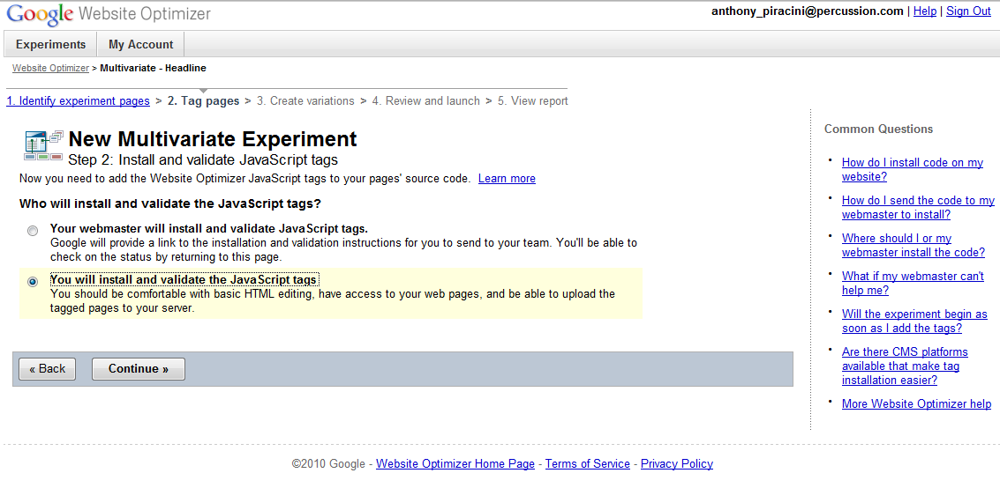 Google Website Optimizer
anthony_piracini@percussion.com | Help | Sign Out
Experiments
My Account
Website Optimizer > Multivariate - Headline
1. Identify experiment pages > 2. Tag pages > 3. Create variations > 4. Review and launch > 5. View report
New Multivariate Experiment
Step 2: Install and validate JavaScript tags
Now you need to add the Website Optimizer JavaScript tags to your pages' source code. Learn more
Who will install and validate the JavaScript tags?
Your webmaster will install and validate JavaScript tags.
Google will provide a link to the installation and validation instructions for you to send to your team. You'll be able to
check on the status by returning to this page.
You will install and validate the JavaScript tags
You should be comfortable with basic HTML editing, have access to your web pages, and be able to upload the
tagged pages to your server.
« Back
Continue »
Common Questions
• How do I install code on my
website?
• How do I send the code to my
webmaster to install?
• Where should I or my
webmaster install the code?
• What if my webmaster can't
help me?
• Will the experiment begin as
soon as I add the tags?
• Are there CMS platforms
available that make tag
installation easier?
• More Website Optimizer help
©2010 Google - Website Optimizer Home Page - Terms of Service - Privacy Policy